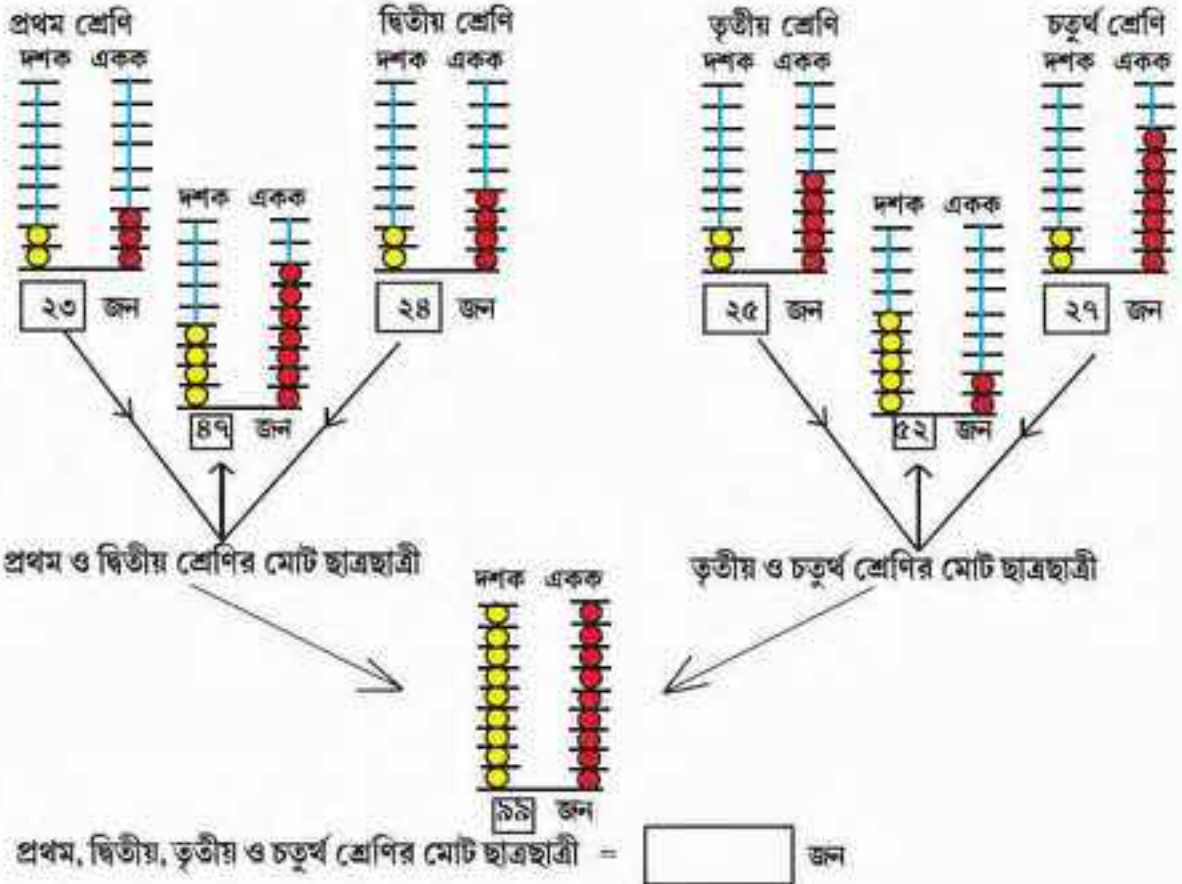 প্রথম শ্রেণি
দশক একক
২৩ জন
দ্বিতীয় শ্রেণি
দশক একক
২৪ জন
দশক একক
৪৭ জন
প্রথম ও দ্বিতীয় শ্রেণির মোট ছাত্রছাত্রী
তৃতীয় শ্রেণি
দশক একক
২৫ জন
চতুর্থ শ্রেণি
দশক একক
২৭ জন
দশক একক
৫২ জন
তৃতীয় ও চতুর্থ শ্রেণির মোট ছাত্রছাত্রী
দশক একক
৯৯ জন
প্রথম, দ্বিতীয়, তৃতীয় ও চতুর্থ শ্রেণির মোট ছাত্রছাত্রী = জন